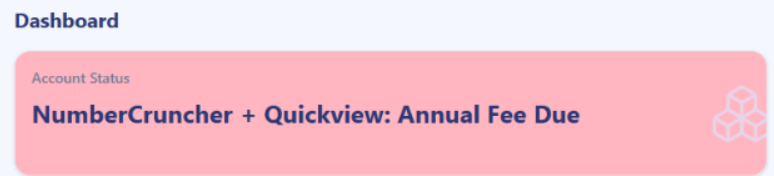 Dashboard
Account Status
NumberCruncher + Quickview: Annual Fee Due